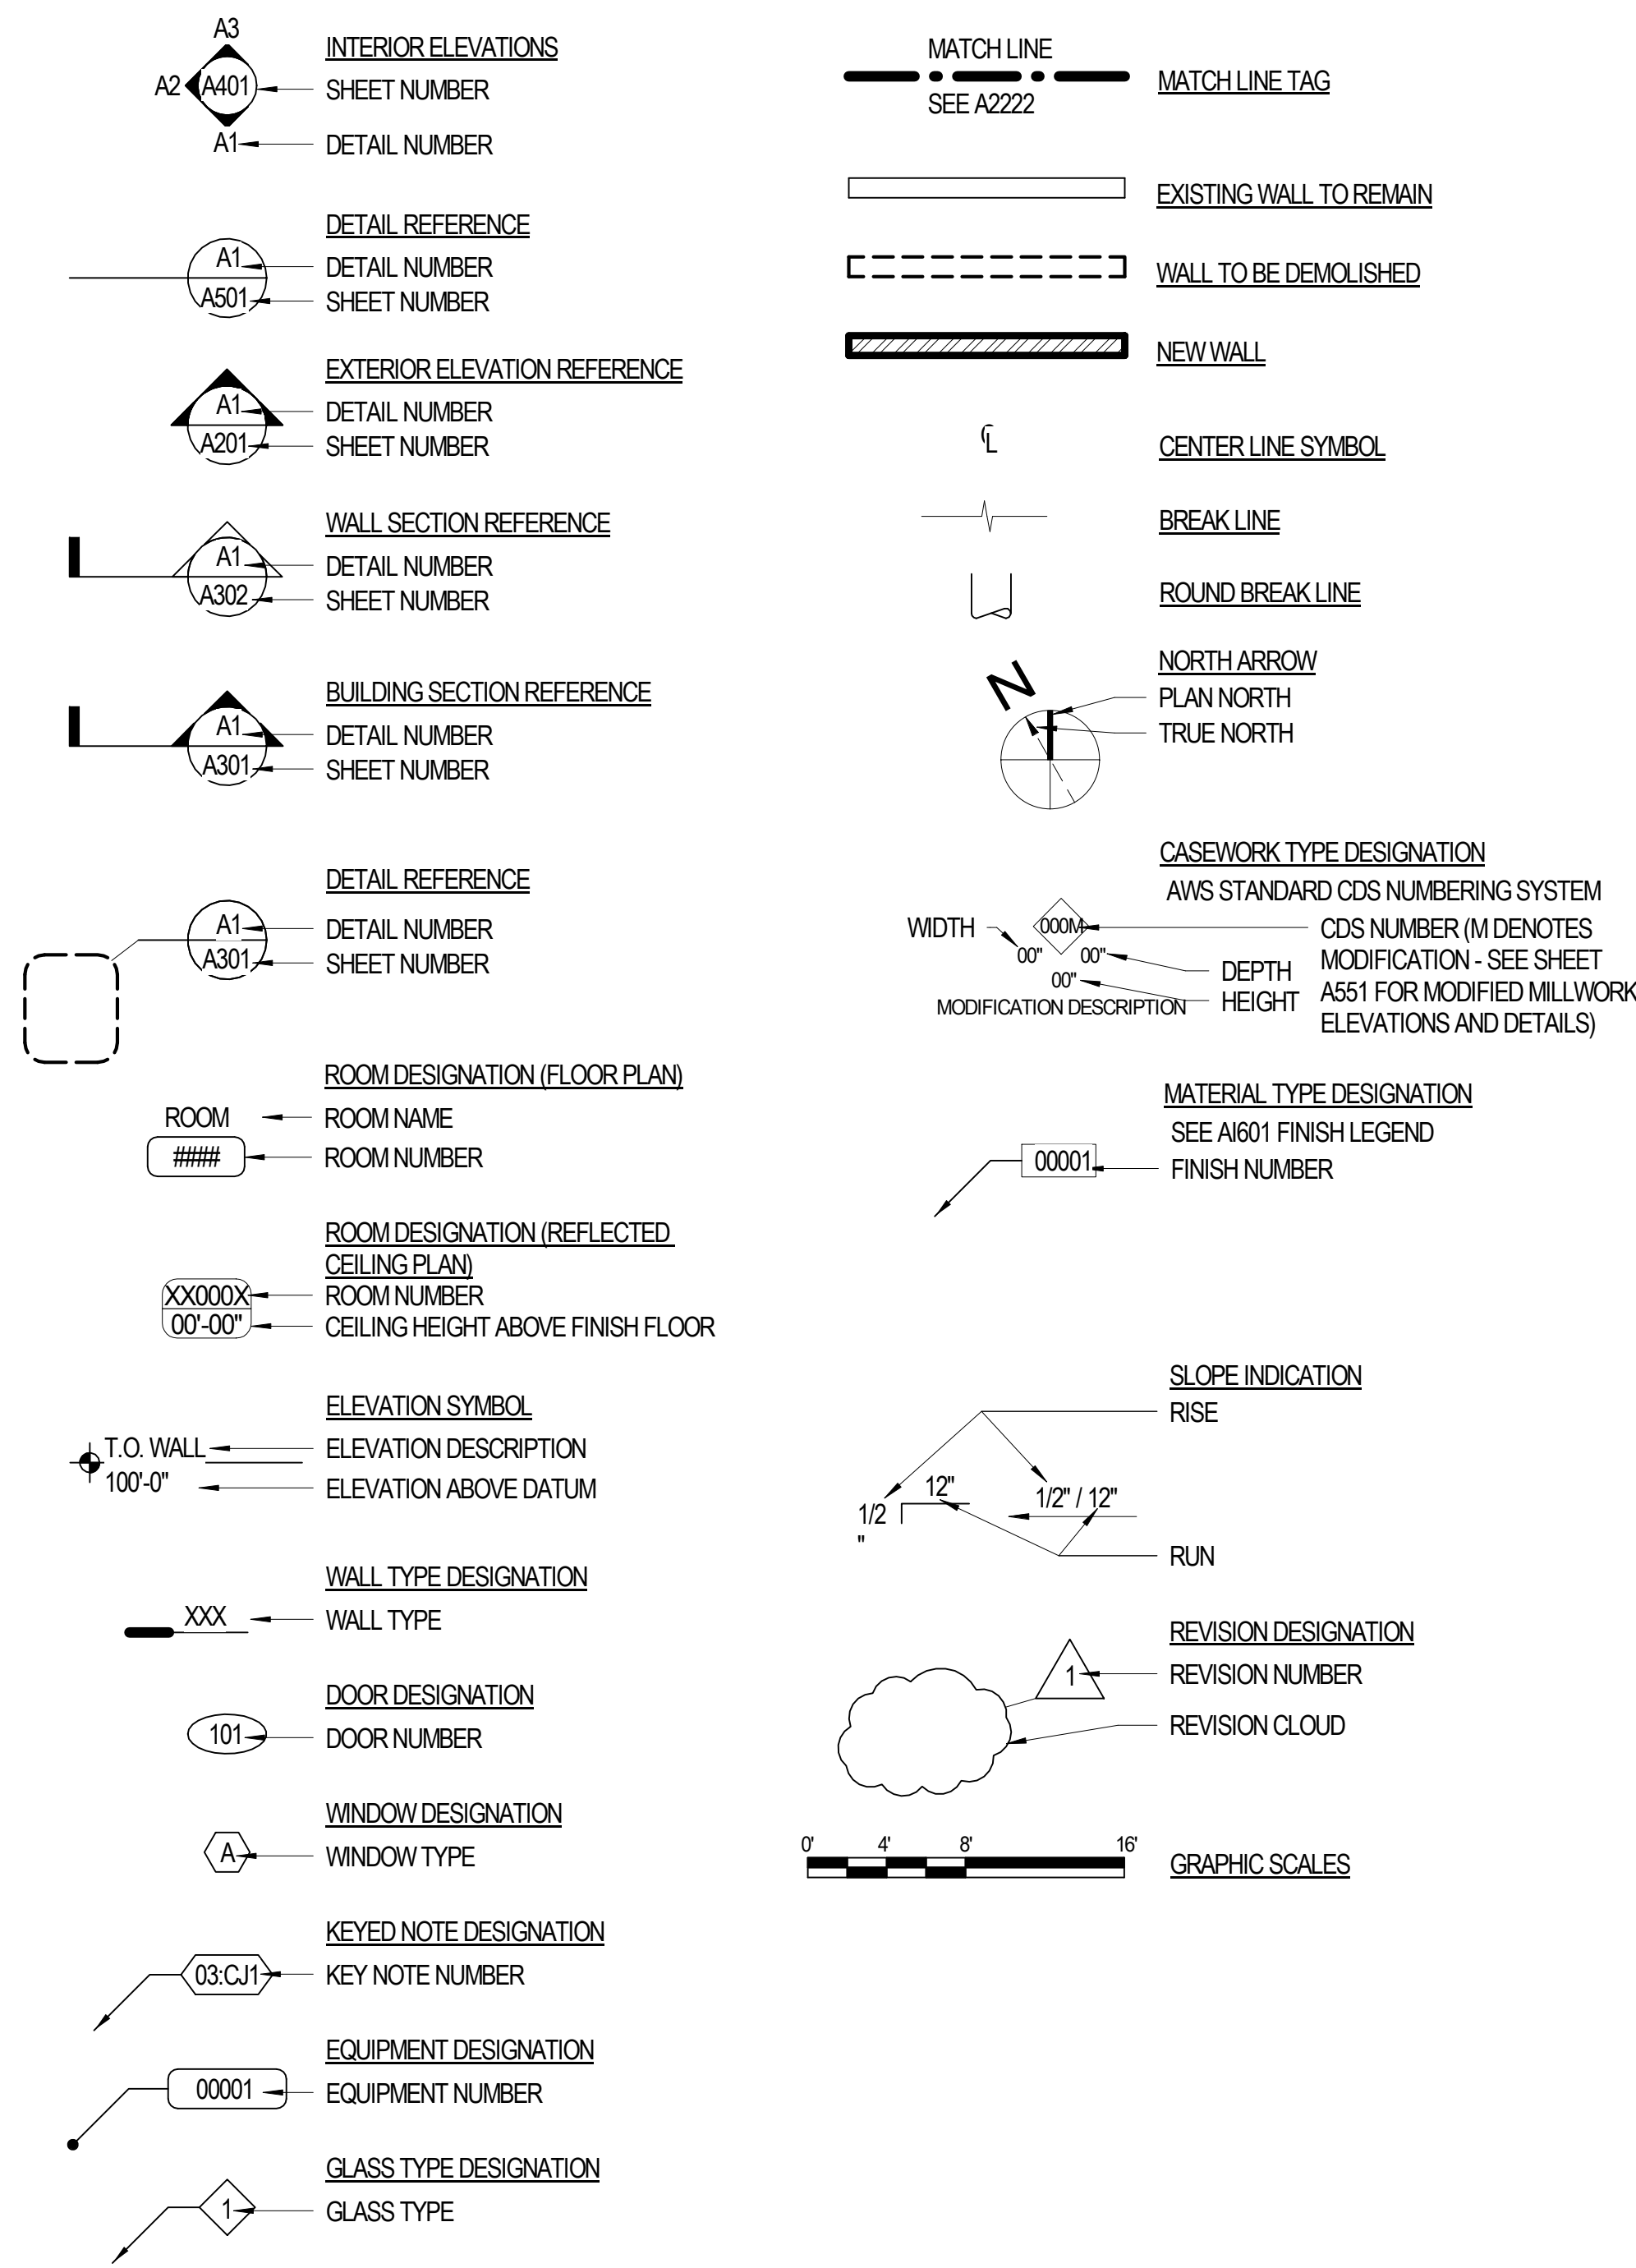 A3
INTERIOR ELEVATIONS
A2 A401 SHEET NUMBER
A1 DETAIL NUMBER
DETAIL REFERENCE
A1 DETAIL NUMBER
A501 SHEET NUMBER
EXTERIOR ELEVATION REFERENCE
A1 DETAIL NUMBER
A201 SHEET NUMBER
WALL SECTION REFERENCE
A1 DETAIL NUMBER
A302 SHEET NUMBER
BUILDING SECTION REFERENCE
A1 DETAIL NUMBER
A301 SHEET NUMBER
DETAIL REFERENCE
A1 DETAIL NUMBER
A301 SHEET NUMBER
ROOM DESIGNATION (FLOOR PLAN)
ROOM ROOM NAME
#### ROOM NUMBER
ROOM DESIGNATION (REFLECTED
CEILING PLAN)
XX000X ROOM NUMBER
00'-00" CEILING HEIGHT ABOVE FINISH FLOOR
ELEVATION SYMBOL
T.O. WALL ELEVATION DESCRIPTION
100'-0" ELEVATION ABOVE DATUM
WALL TYPE DESIGNATION
XXX WALL TYPE
DOOR DESIGNATION
101 DOOR NUMBER
WINDOW DESIGNATION
A WINDOW TYPE
KEYED NOTE DESIGNATION
03:CJ1 KEY NOTE NUMBER
EQUIPMENT DESIGNATION
00001 EQUIPMENT NUMBER
GLASS TYPE DESIGNATION
1 GLASS TYPE
MATCH LINE
MATCH LINE TAG
SEE A2222
EXISTING WALL TO REMAIN
WALL TO BE DEMOLISHED
NEW WALL
CL CENTER LINE SYMBOL
BREAK LINE
ROUND BREAK LINE
NORTH ARROW
N PLAN NORTH
TRUE NORTH
CASEWORK TYPE DESIGNATION
AWS STANDARD CDS NUMBERING SYSTEM
WIDTH 000M CDS NUMBER (M DENOTES
00" 00" MODIFICATION - SEE SHEET
DEPTH
00" HEIGHT A551 FOR MODIFIED MILLWORK
MODIFICATION DESCRIPTION
ELEVATIONS AND DETAILS)
MATERIAL TYPE DESIGNATION
SEE AI601 FINISH LEGEND
00001 FINISH NUMBER
SLOPE INDICATION
RISE
12" 1/2" / 12"
1/2
"
RUN
REVISION DESIGNATION
1 REVISION NUMBER
REVISION CLOUD
0' 4' 8' 16'
GRAPHIC SCALES